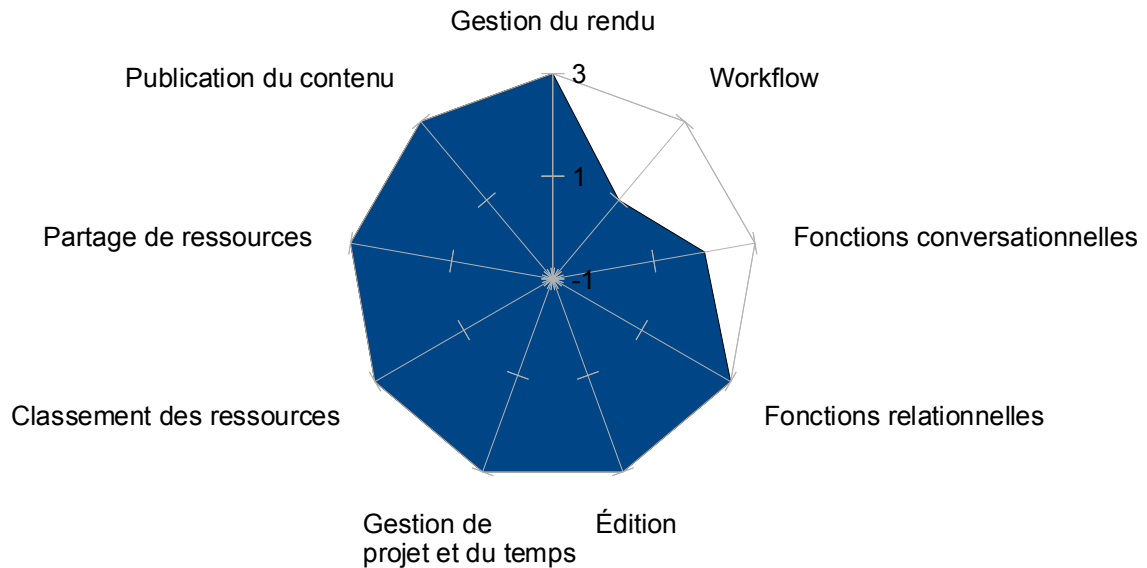 Gestion du rendu
Publication du contenu
3
Workflow
1
Partage de ressources
Fonctions conversationnelles
-1
Classement des ressources
Fonctions relationnelles
Gestion de
projet et du temps
Édition